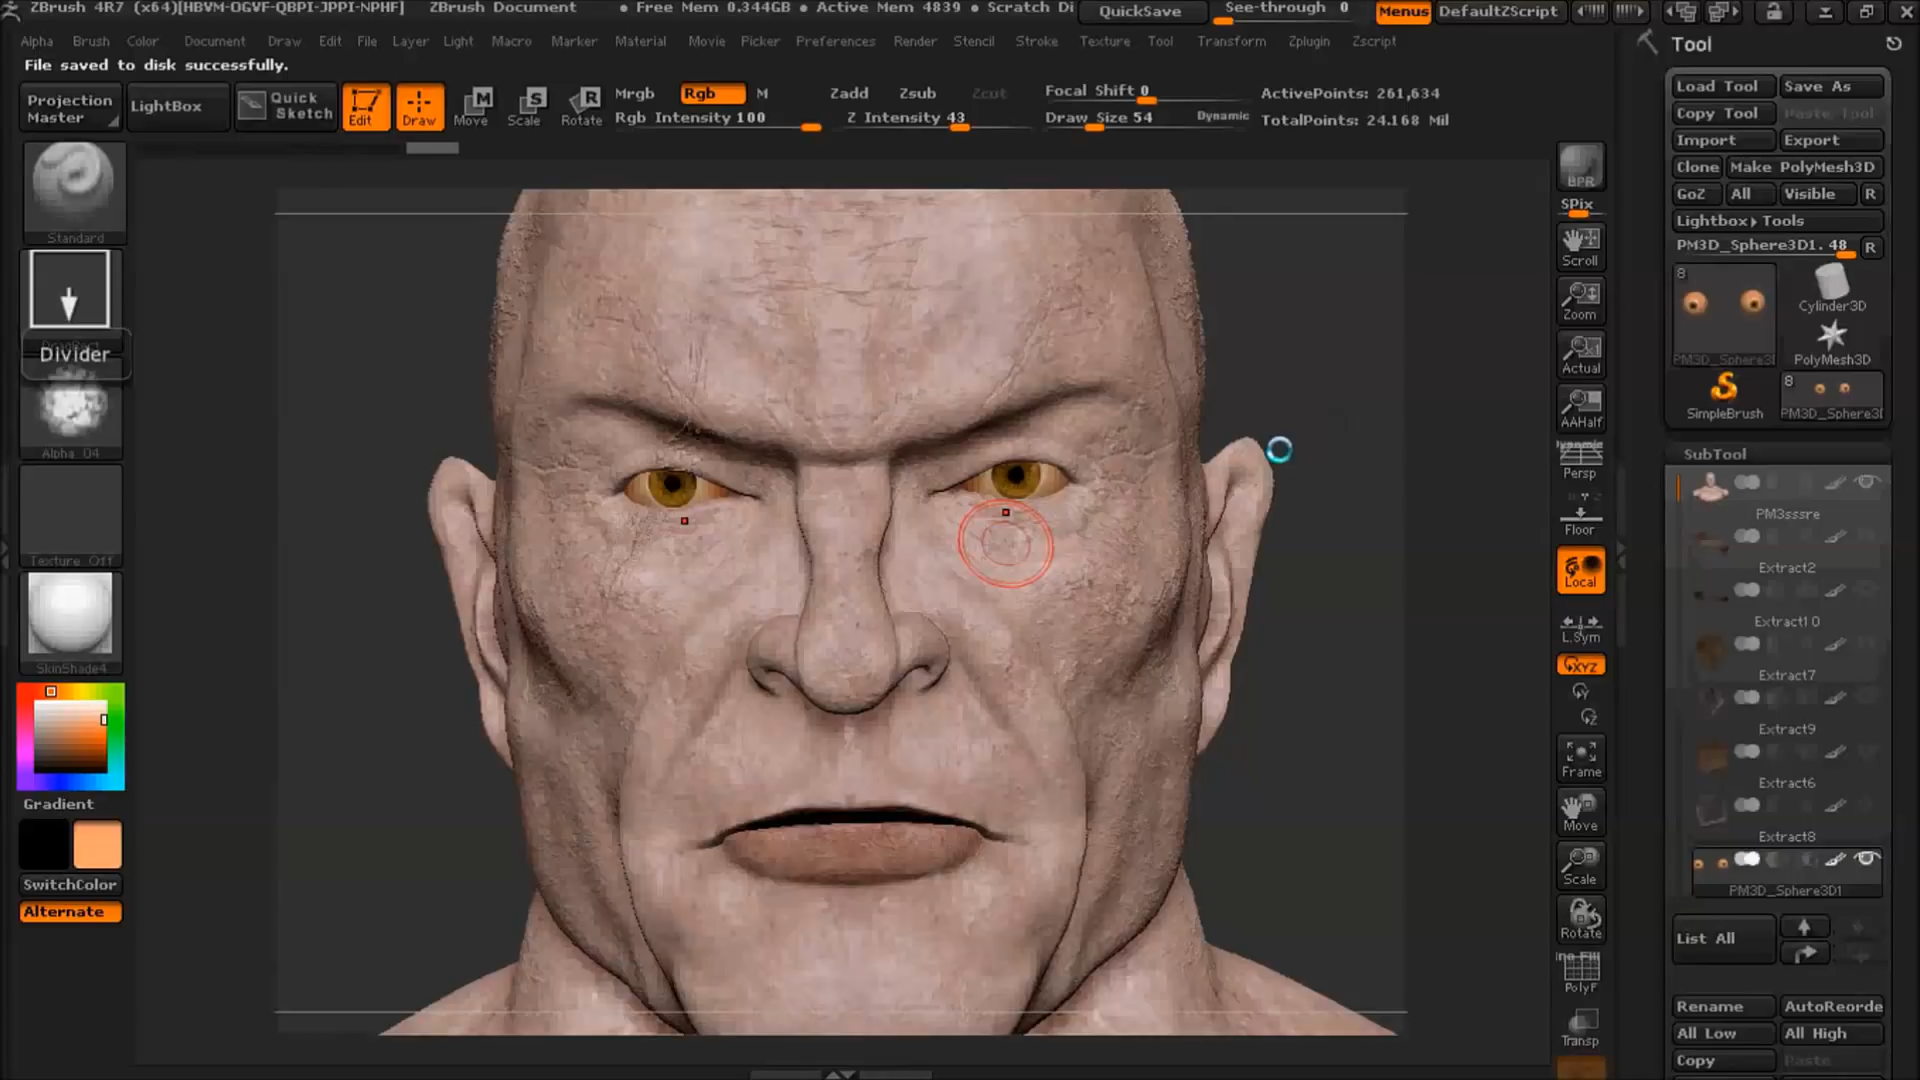 ZBrush 4R7 (x64)[HBVM-OGVF-QBPI-JPPI-NPHF] ZBrush Document • Free Mem 0.344GB • Active Mem 4839 • Scratch Di QuickSave See-through 0 Menus DefaultZScript
Alpha Brush Color Document Draw Edit File Layer Light Macro Marker Material Movie Picker Preferences Render Stencil Stroke Texture Tool Transform Zplugin Zscript
Tool
File saved to disk successfully.
Projection Master
LightBox
Quick Sketch
Edit
Draw
Move
Scale
Rotate
Mrgb Rgb M
Rgb Intensity 100
Zadd Zsub Zcut
Z Intensity 43
Focal Shift 0
Draw Size 54 Dynamic
ActivePoints: 261,634
TotalPoints: 24.168 Mil
Standard
Divider
Alpha_04
Texture_Off
SkinShade4
Gradient
SwitchColor
Alternate
BPR
SPix
Scroll
Zoom
Actual
AAHalf
Dynamic
Persp
Floor
Local
L.Sym
XYZ
Y
Z
Frame
Move
Scale
Rotate
PolyF
Transp
Load Tool Save As
Copy Tool Paste Tool
Import Export
Clone Make PolyMesh3D
GoZ All Visible R
Lightbox▸Tools
PM3D_Sphere3D1. 48 R
8
PM3D_Sphere3I
Cylinder3D
PolyMesh3D
SimpleBrush
8
PM3D_Sphere3I
SubTool
PM3sssre
Extract2
Extract10
Extract7
Extract9
Extract6
Extract8
PM3D_Sphere3D1
List All
Rename AutoReorde
All Low All High
Copy Paste